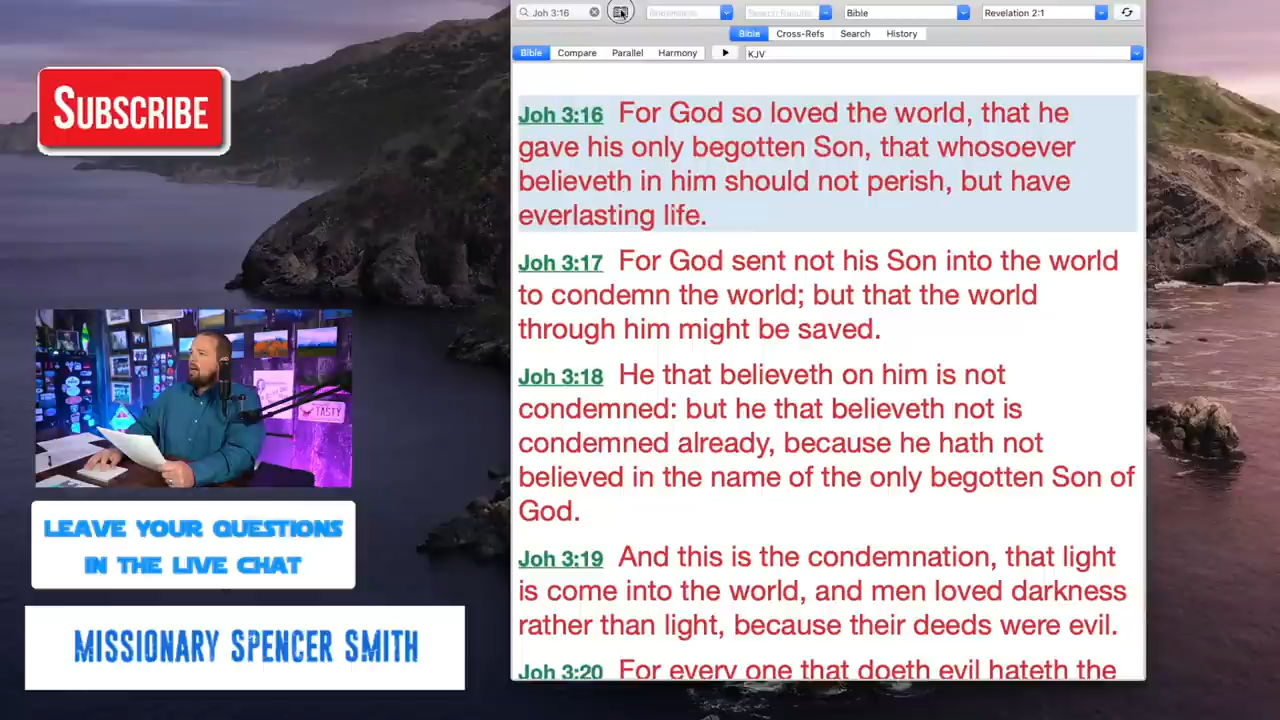 Joh 3:16
Bible
Revelation 2:1
Bible
Cross-Refs
Search
History
Bible
Compare
Parallel
Harmony
KJV
SUBSCRIBE
Joh 3:16 For God so loved the world, that he
gave his only begotten Son, that whosoever
believeth in him should not perish, but have
everlasting life.
Joh 3:17 For God sent not his Son into the world
to condemn the world; but that the world
through him might be saved.
Joh 3:18 He that believeth on him is not
condemned: but he that believeth not is
condemned already, because he hath not
believed in the name of the only begotten Son of
God.
Joh 3:19 And this is the condemnation, that light
is come into the world, and men loved darkness
rather than light, because their deeds were evil.
Joh 3:20 For every one that doeth evil hateth the
TASTY
LEAVE YOUR QUESTIONS
IN THE LIVE CHAT
MISSIONARY SPENCER SMITH